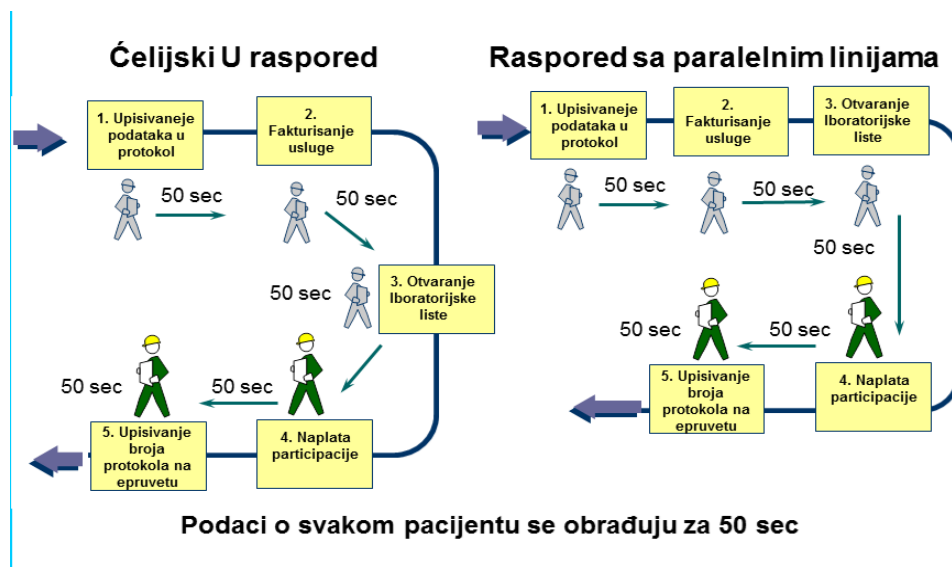 Ćelijski U raspored
1. Upisivaneje
podataka u
protokol
2.
Fakturisanje
usluge
50 sec
50 sec
50 sec
3. Otvaranje
lboratorijske
liste
50 sec
50 sec
5. Upisivanje
broja
protokola na
epruvetu
4. Naplata
participacije
Raspored sa paralelnim linijama
1. Upisivaneje
podataka u
protokol
2.
Fakturisanje
usluge
3. Otvaranje
lboratorijske
liste
50 sec
50 sec
50 sec
50 sec
50 sec
5. Upisivanje
broja
protokola na
epruvetu
4. Naplata
participacije
Podaci o svakom pacijentu se obrađuju za 50 sec